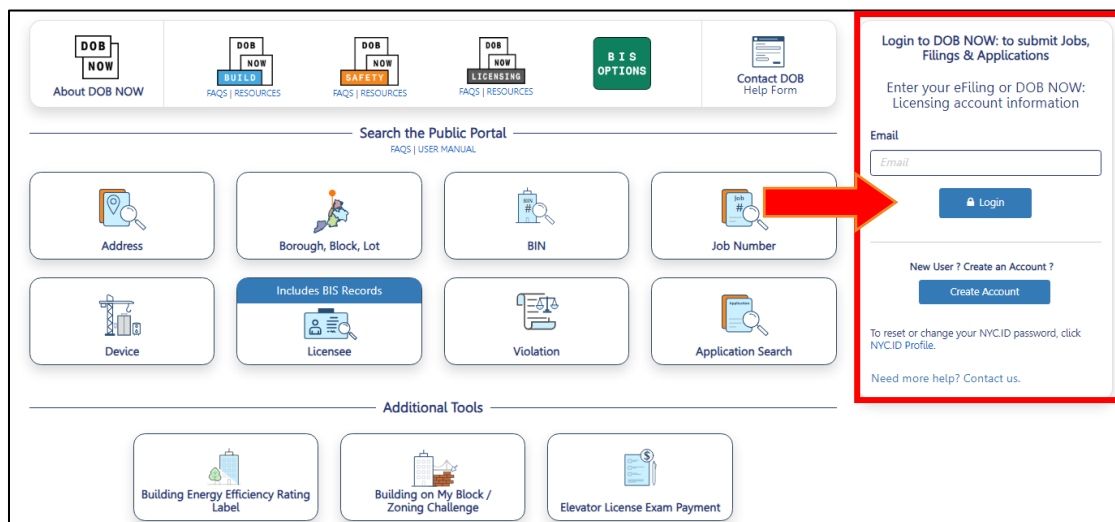 DOB
NOW
About DOB NOW
DOB
NOW
BUILD
FAQS | RESOURCES
DOB
NOW
SAFETY
FAQS | RESOURCES
DOB
NOW
LICENSING
FAQS | RESOURCES
BIS
OPTIONS
Contact DOB
Help Form
Search the Public Portal
FAQS | USER MANUAL
Address
Borough, Block, Lot
BIN
#
BIN
Job
#
Job Number
Device
Includes BIS Records
Licensee
Violation
Application
Application Search
Additional Tools
Building Energy Efficiency Rating
Label
Building on My Block /
Zoning Challenge
$
Elevator License Exam Payment
Login to DOB NOW: to submit Jobs,
Filings & Applications
Enter your eFiling or DOB NOW:
Licensing account information
Email
Email
Login
New User ? Create an Account ?
Create Account
To reset or change your NYC.ID password, click
NYC.ID Profile.
Need more help? Contact us.